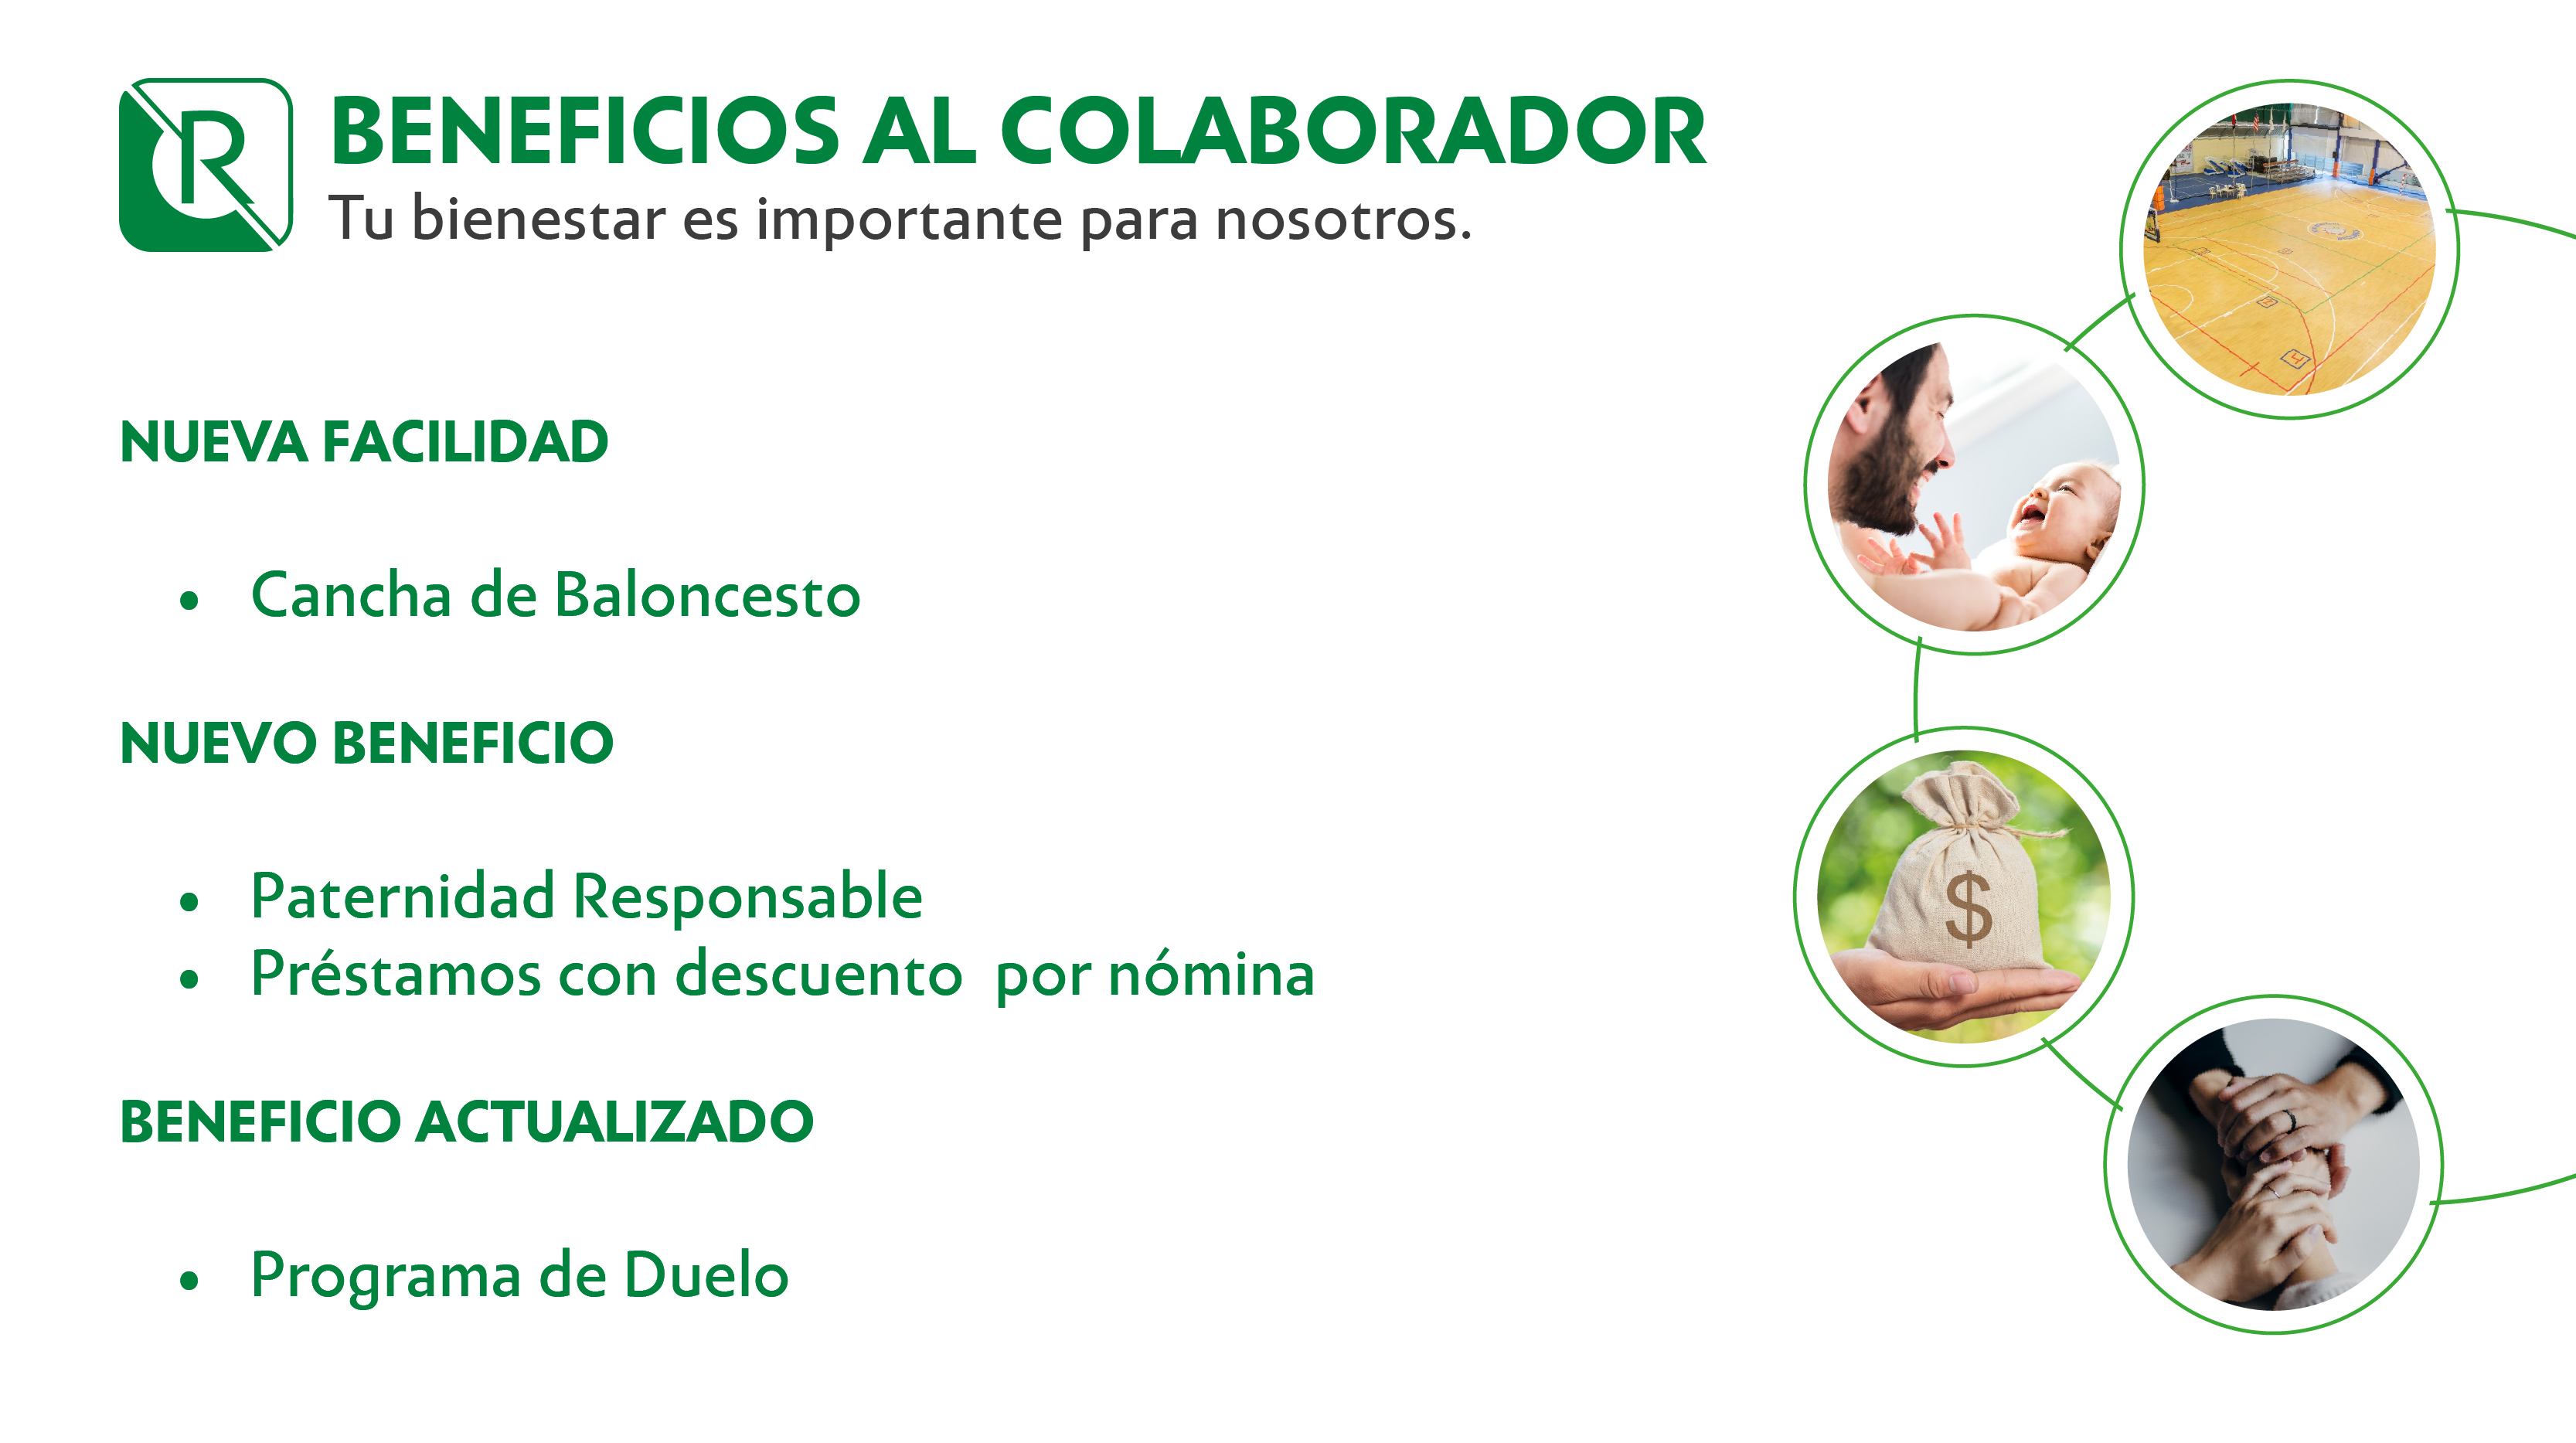 R
BENEFICIOS AL COLABORADOR
Tu bienestar es importante para nosotros.
NUEVA FACILIDAD
• Cancha de Baloncesto
NUEVO BENEFICIO
• Paternidad Responsable
• Préstamos con descuento  por nómina
BENEFICIO ACTUALIZADO
• Programa de Duelo
$